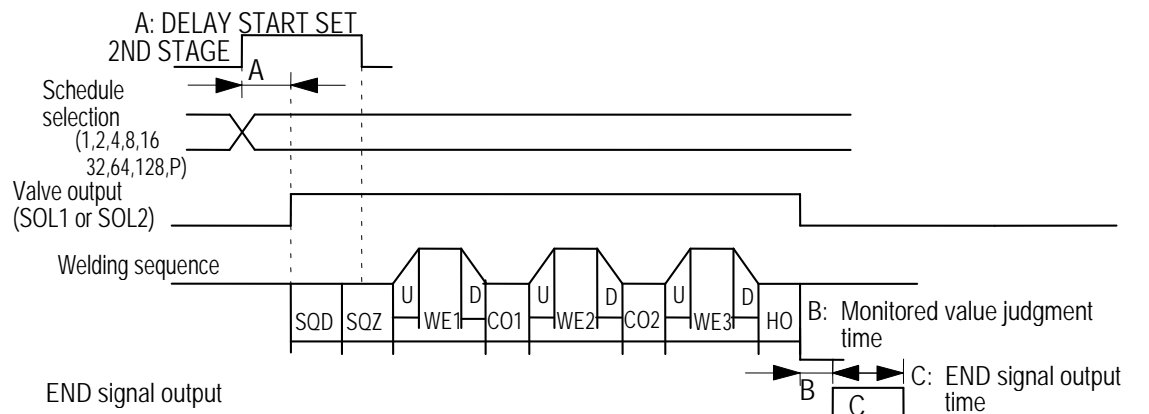 A: DELAY START SET
2ND STAGE
A
Schedule
selection
(1,2,4,8,16
32,64,128,P)
Valve output
(SOL1 or SOL2)
Welding sequence
U D U D U D
SQD SQZ WE1 CO1 WE2 CO2 WE3 HO
B: Monitored value judgment
time
END signal output
B
C
C: END signal output
time